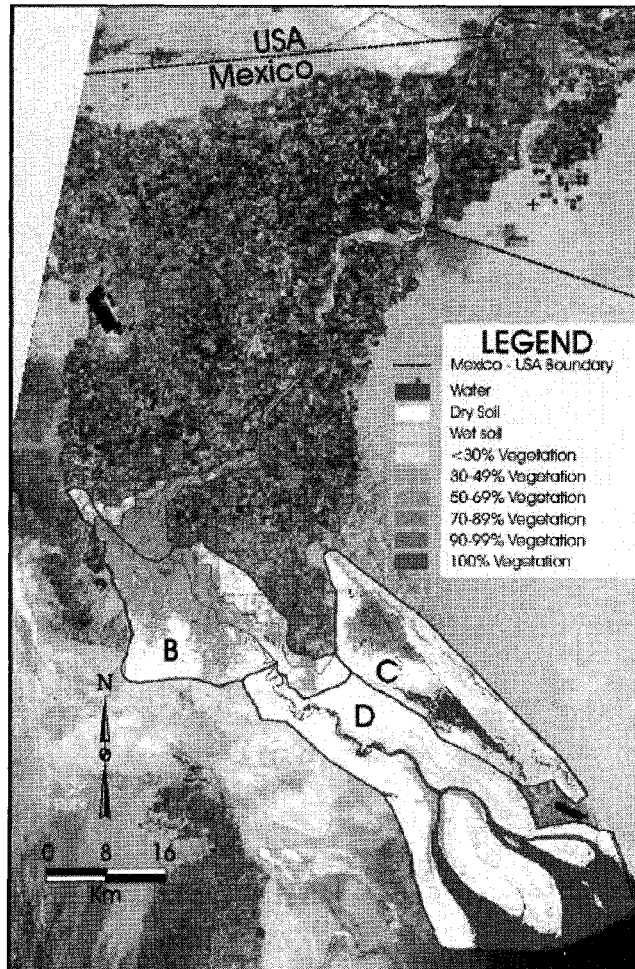 USA
Mexico
LEGEND
Mexico - USA Boundary
Water
Dry Soil
Wet soil
<30% Vegetation
30-49% Vegetation
50-69% Vegetation
70-89% Vegetation
90-99% Vegetation
100% Vegetation
B
C
D
N
0 8 16
Km